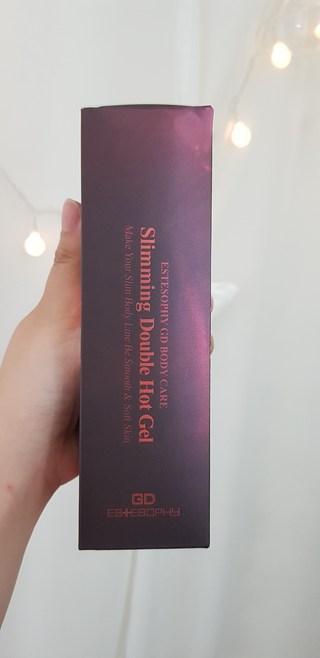 ESTESOPHY GD BODY CARE
Slimming Double Hot Gel
Make Your Slim Body Line Be Smooth & Soft Skin
GD
ESTESOPHY